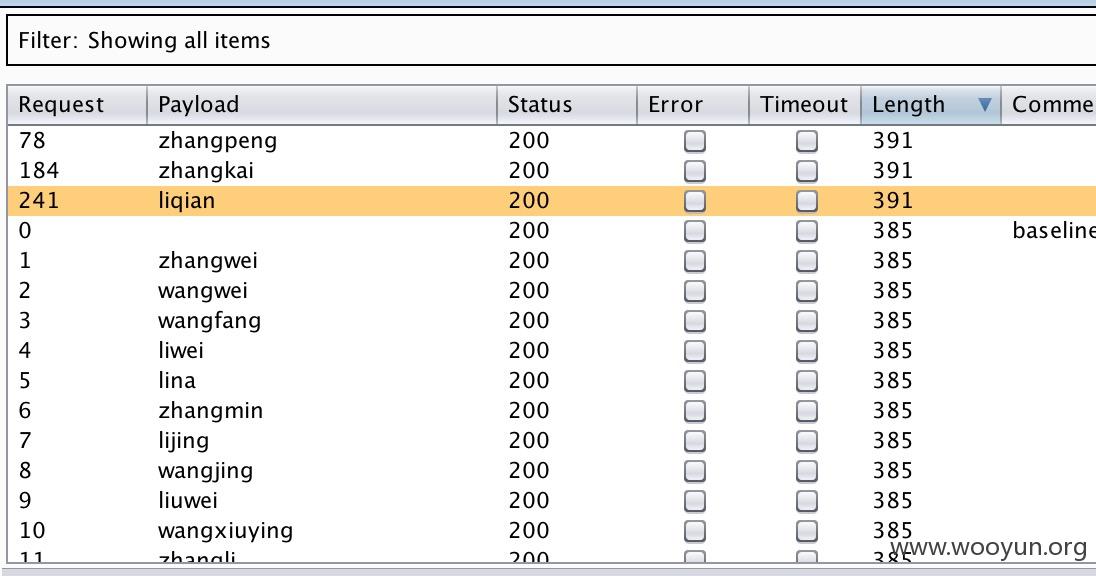 Filter: Showing all items
Request Payload Status Error Timeout Length Comme
78 zhangpeng 200 391
184 zhangkai 200 391
241 liqian 200 391
0 200 385 baseline
1 zhangwei 200 385
2 wangwei 200 385
3 wangfang 200 385
4 liwei 200 385
5 lina 200 385
6 zhangmin 200 385
7 lijing 200 385
8 wangjing 200 385
9 liuwei 200 385
10 wangxiuying 200 385
11 zhangli 200 385
www.wooyun.org